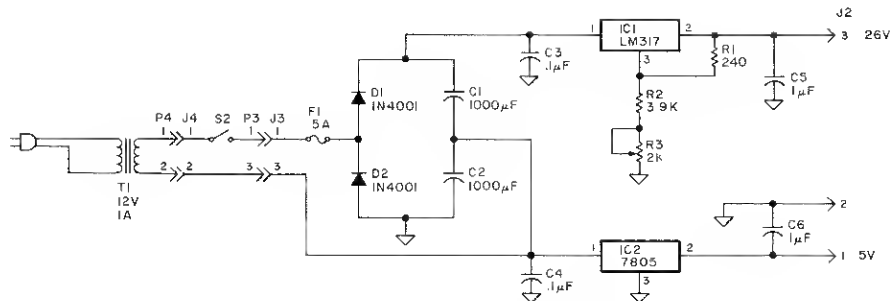 J2
1 IC1 2
LM317
3
3 26V
C3
.1µF
R1
240
C5
1µF
D1
1N4001
C1
1000µF
R2
3.9K
R3
2K
P4 J4 S2 P3 J3 F1
1 1 1 1 .5A
2 2 3 3
T1
12V
1A
D2
1N4001
C2
1000µF
2
C6
1µF
1 IC2 2
7805
3
1 5V
C4
.1µF